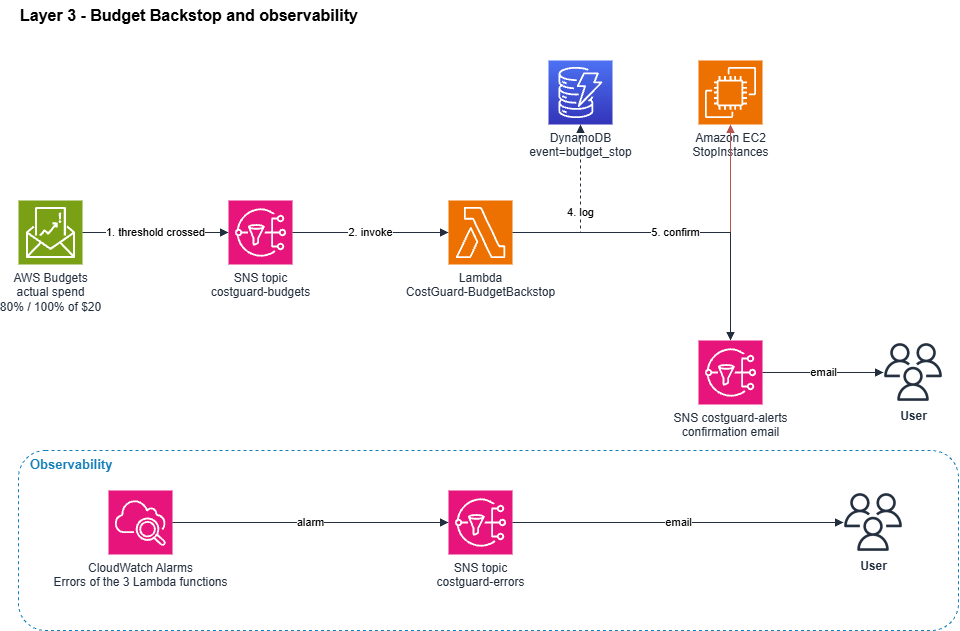 Layer 3 - Budget Backstop and observability
DynamoDB
event=budget_stop
Amazon EC2
StopInstances
4. log
1. threshold crossed
2. invoke
5. confirm
AWS Budgets
actual spend
80% / 100% of $20
SNS topic
costguard-budgets
Lambda
CostGuard-BudgetBackstop
email
SNS costguard-alerts
confirmation email
User
Observability
alarm
email
CloudWatch Alarms
Errors of the 3 Lambda functions
SNS topic
costguard-errors
User